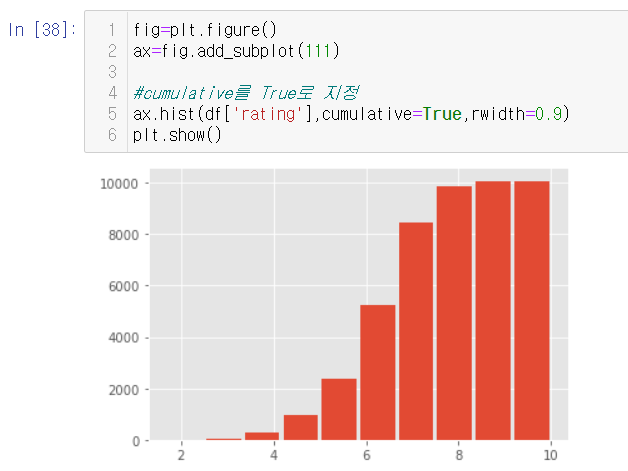 In [38]:
1 fig=plt.figure()
2 ax=fig.add_subplot(111)
3
4 #cumulative를 True로 지정
5 ax.hist(df['rating'],cumulative=True,rwidth=0.9)
6 plt.show()
10000
8000
6000
4000
2000
0
2 4 6 8 10